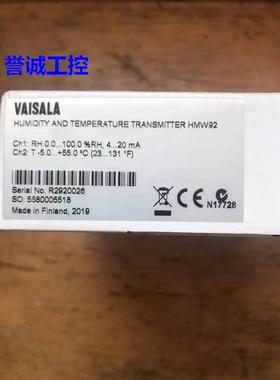 誉诚工控
VAISALA
HUMIDITY AND TEMPERATURE TRANSMITTER HMW92
Ch1: RH 0.0...100.0 %RH, 4...20 mA
Ch2: T -5.0...+55.0 ºC (23...131 °F)
Serial No. R2920026
SO: 5580005518
Made in Finland, 2019
CE
N17728